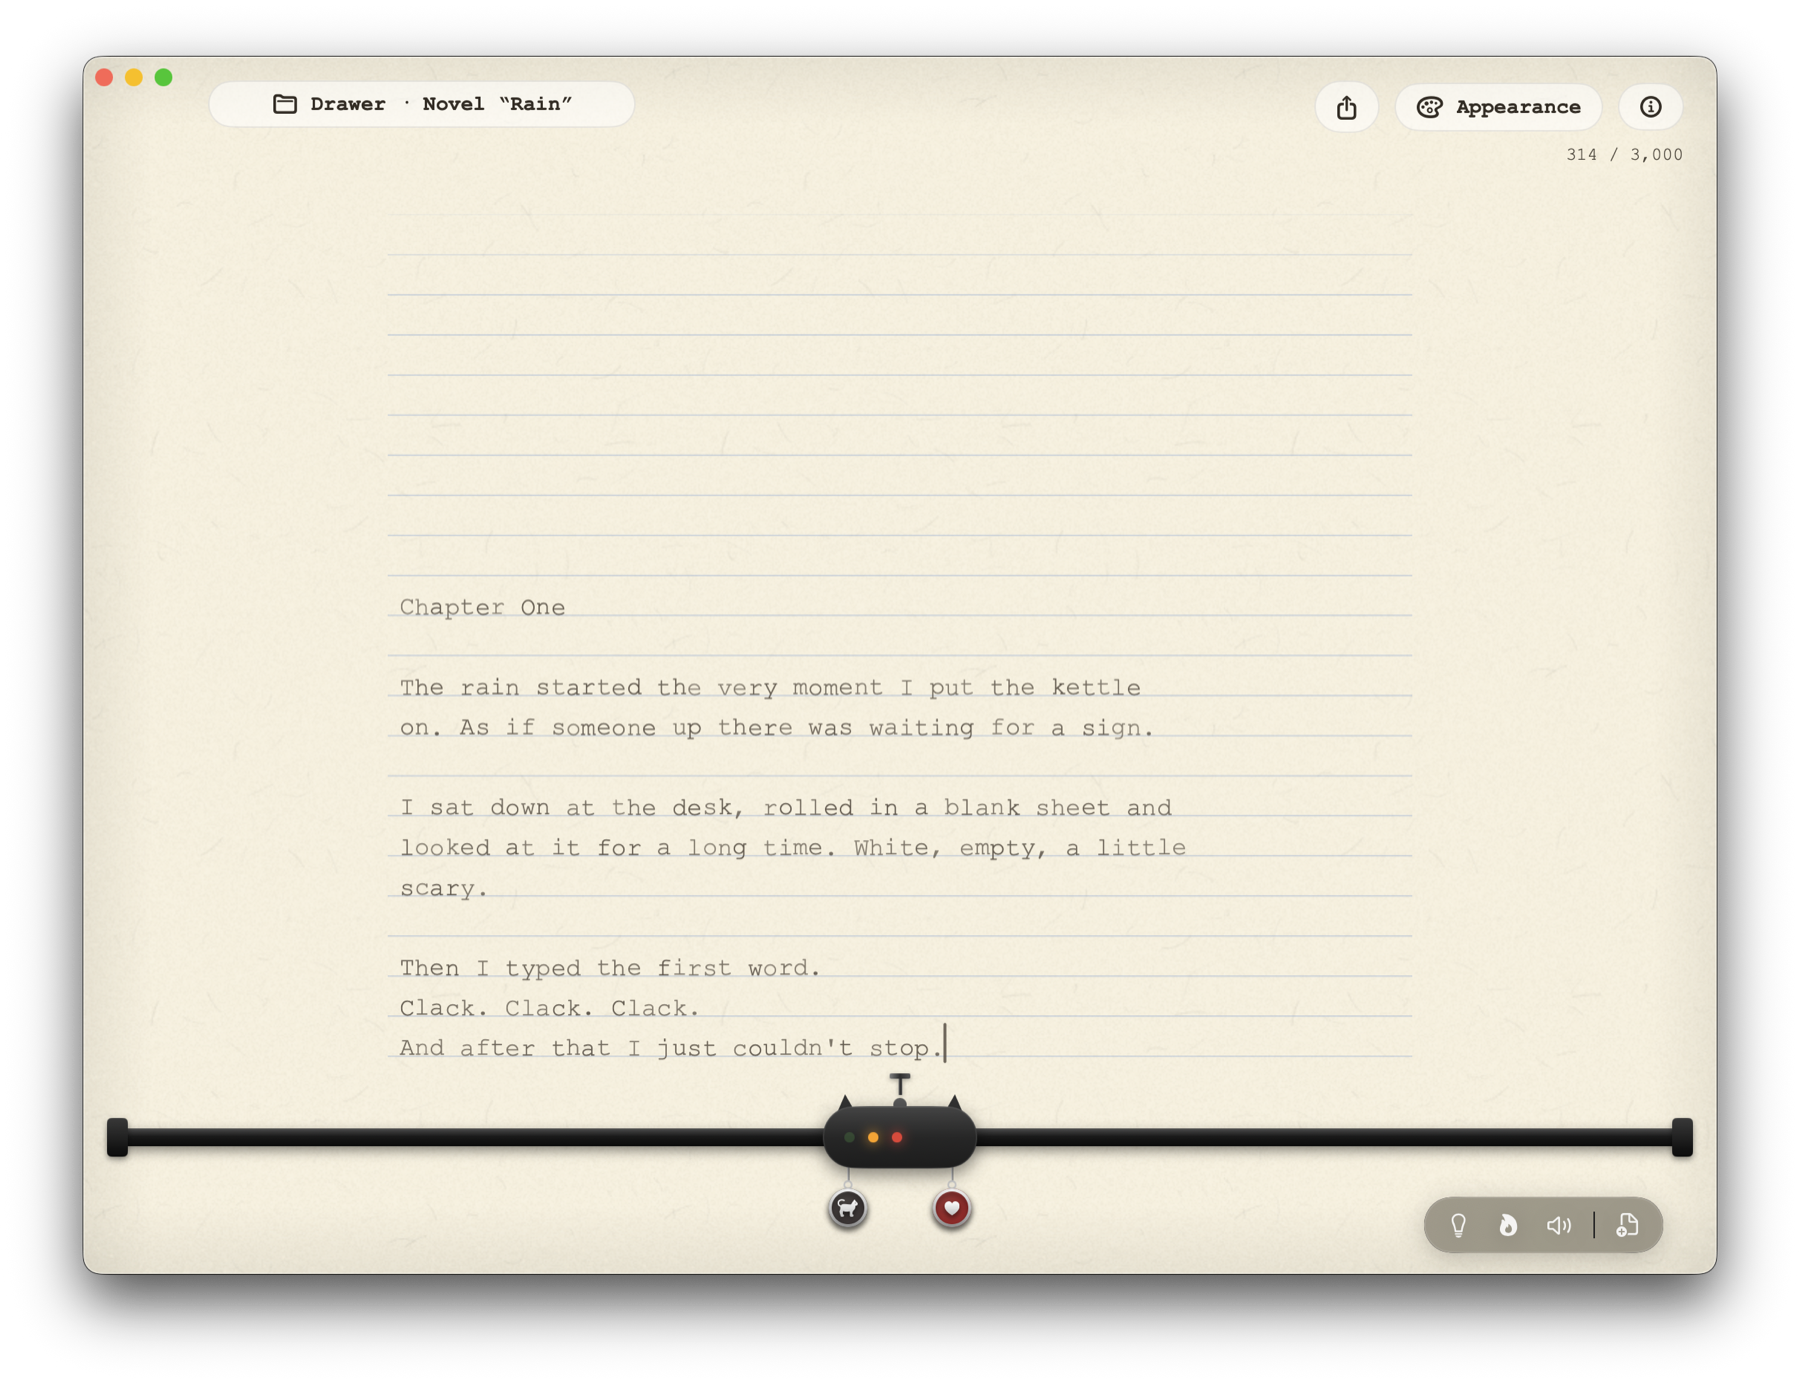 Drawer · Novel “Rain”
Appearance
314 / 3,000
Chapter One
The rain started the very moment I put the kettle
on. As if someone up there was waiting for a sign.
I sat down at the desk, rolled in a blank sheet and
looked at it for a long time. White, empty, a little
scary.
Then I typed the first word.
Clack. Clack. Clack.
And after that I just couldn't stop.